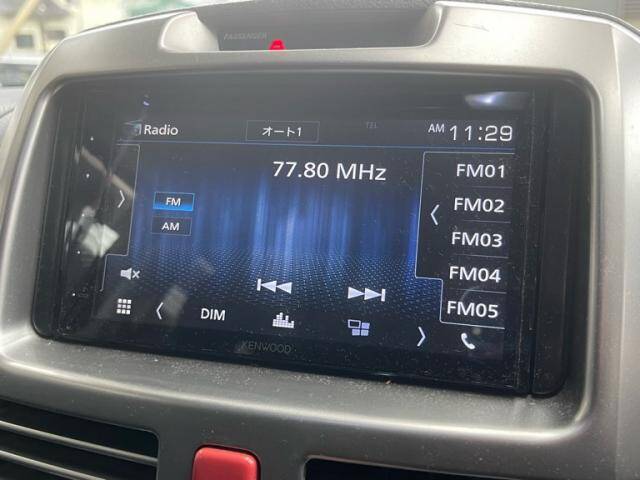 PASSENGER
Radio
オート1
TEL
AM 11:29
77.80 MHz
FM
AM
FM01
FM02
FM03
FM04
FM05
DIM
KENWOOD